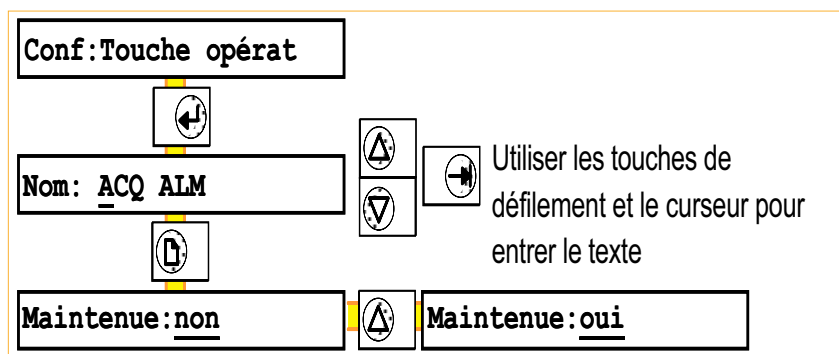 Conf:Touche opérat
Nom: ACQ ALM
Utiliser les touches de
défilement et le curseur pour
entrer le texte
Maintenue:non
Maintenue:oui